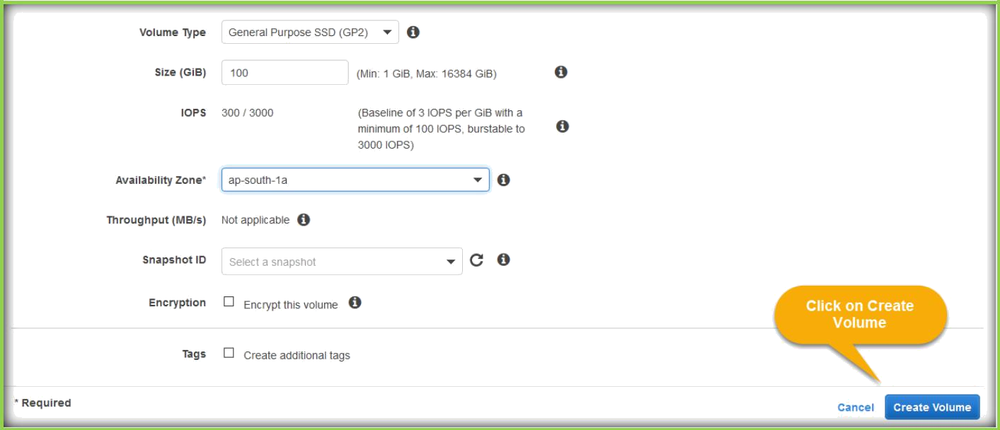 Volume Type General Purpose SSD (GP2)
Size (GiB) 100 (Min: 1 GiB, Max: 16384 GiB)
IOPS 300 / 3000 (Baseline of 3 IOPS per GiB with a
minimum of 100 IOPS, burstable to
3000 IOPS)
Availability Zone* ap-south-1a
Throughput (MB/s) Not applicable
Snapshot ID Select a snapshot
Encryption Encrypt this volume
Click on Create
Volume
Tags Create additional tags
* Required
Cancel Create Volume